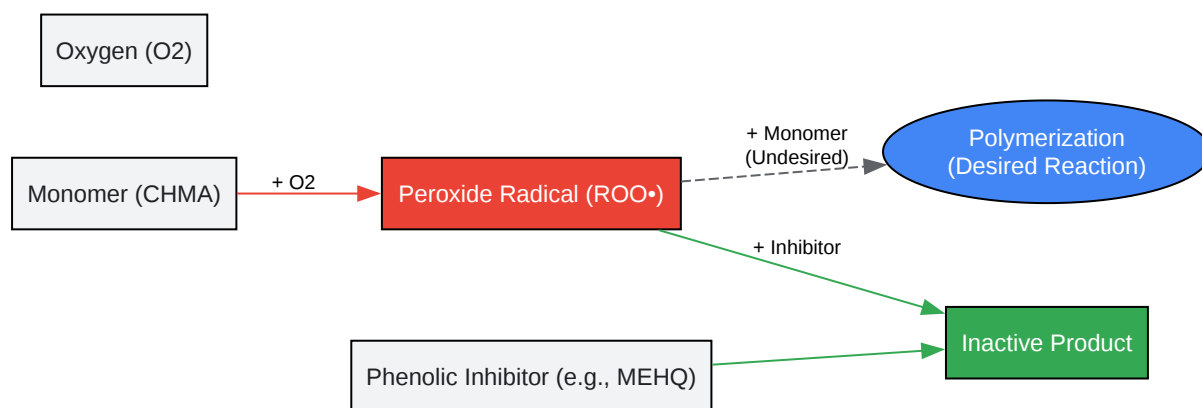 Oxygen (O2)
Monomer (CHMA)
+ O2
Peroxide Radical (ROO•)
+ Monomer
(Undesired)
Polymerization
(Desired Reaction)
+ Inhibitor
Inactive Product
Phenolic Inhibitor (e.g., MEHQ)